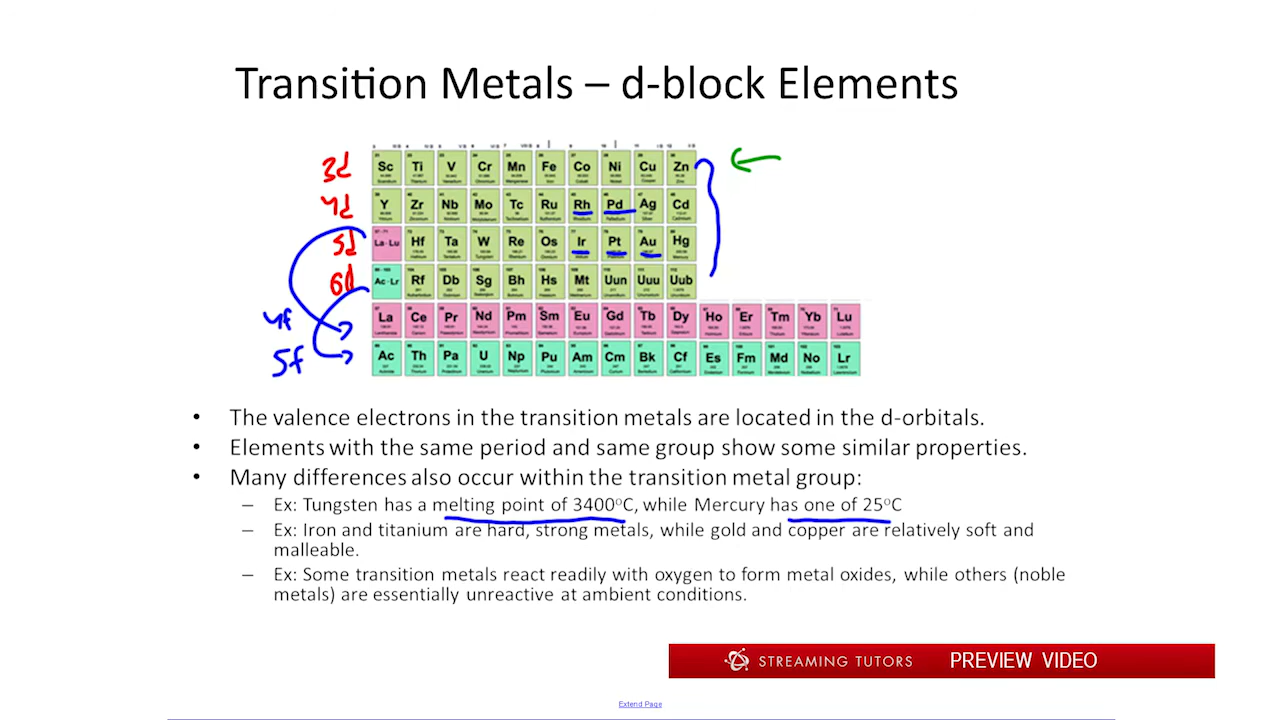 Transition Metals – d-block Elements
3d Sc Ti V Cr Mn Fe Co Ni Cu Zn
4d Y Zr Nb Mo Tc Ru Rh Pd Ag Cd
5d La-Lu Hf Ta W Re Os Ir Pt Au Hg
6d Ac-Lr Rf Db Sg Bh Hs Mt Uun Uuu Uub
4f La Ce Pr Nd Pm Sm Eu Gd Tb Dy Ho Er Tm Yb Lu
5f Ac Th Pa U Np Pu Am Cm Bk Cf Es Fm Md No Lr
• The valence electrons in the transition metals are located in the d-orbitals.
• Elements with the same period and same group show some similar properties.
• Many differences also occur within the transition metal group:
– Ex: Tungsten has a melting point of 3400°C, while Mercury has one of 25°C
– Ex: Iron and titanium are hard, strong metals, while gold and copper are relatively soft and
malleable.
– Ex: Some transition metals react readily with oxygen to form metal oxides, while others (noble
metals) are essentially unreactive at ambient conditions.
STREAMING TUTORS PREVIEW VIDEO
Extend Page